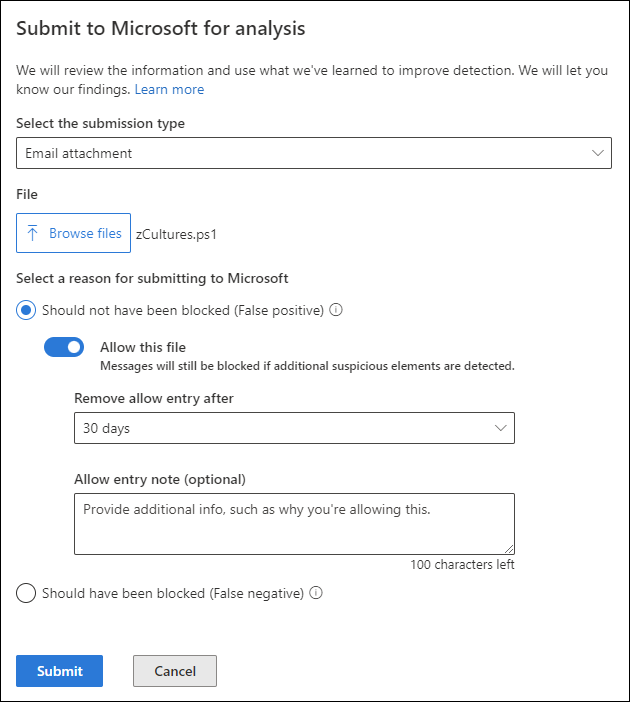 Submit to Microsoft for analysis
We will review the information and use what we've learned to improve detection. We will let you
know our findings. Learn more
Select the submission type
Email attachment
File
Browse files zCultures.ps1
Select a reason for submitting to Microsoft
Should not have been blocked (False positive)
Allow this file
Messages will still be blocked if additional suspicious elements are detected.
Remove allow entry after
30 days
Allow entry note (optional)
Provide additional info, such as why you're allowing this.
100 characters left
Should have been blocked (False negative)
Submit Cancel